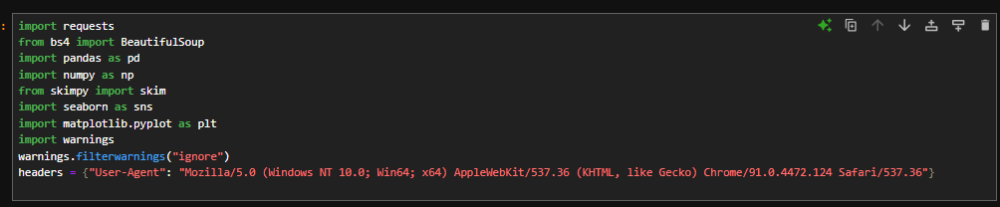 :
import requests
from bs4 import BeautifulSoup
import pandas as pd
import numpy as np
from skimpy import skim
import seaborn as sns
import matplotlib.pyplot as plt
import warnings
warnings.filterwarnings("ignore")
headers = {"User-Agent": "Mozilla/5.0 (Windows NT 10.0; Win64; x64) AppleWebKit/537.36 (KHTML, like Gecko) Chrome/91.0.4472.124 Safari/537.36"}